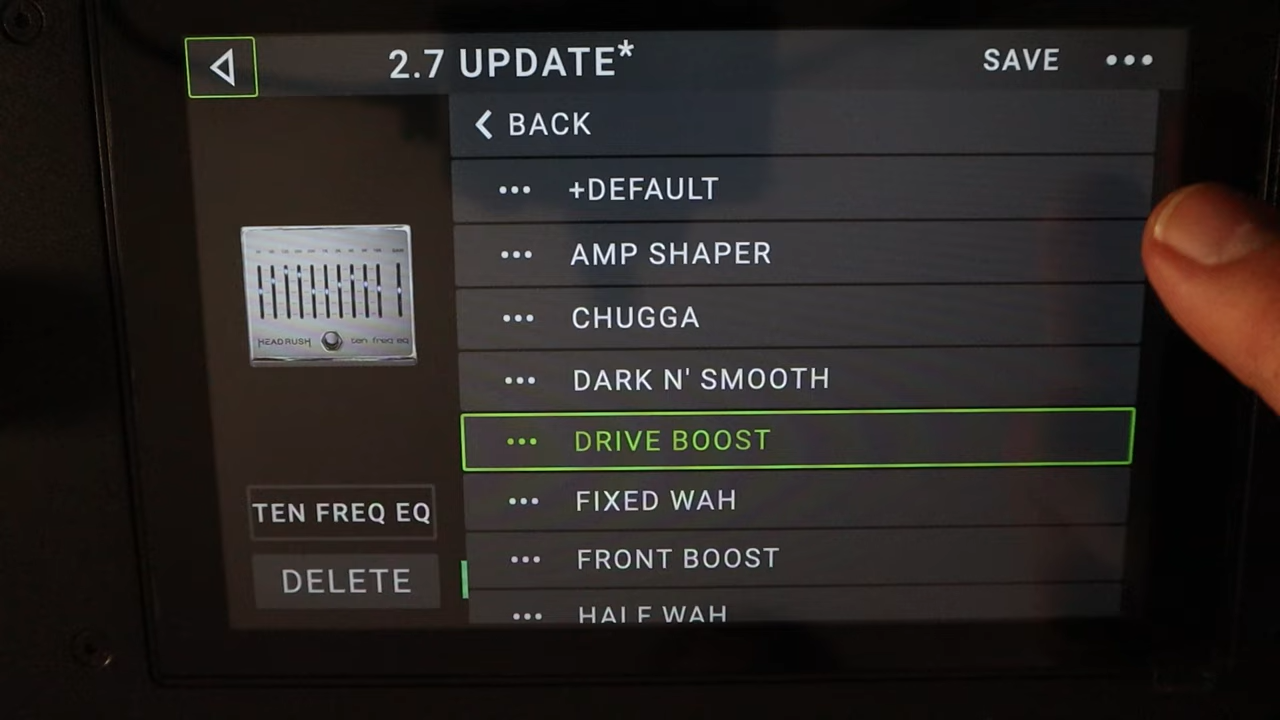 2.7 UPDATE*
SAVE
•••
< BACK
••• +DEFAULT
••• AMP SHAPER
••• CHUGGA
••• DARK N' SMOOTH
••• DRIVE BOOST
••• FIXED WAH
••• FRONT BOOST
••• HALF WAH
HEADRUSH ten freq eq
TEN FREQ EQ
DELETE